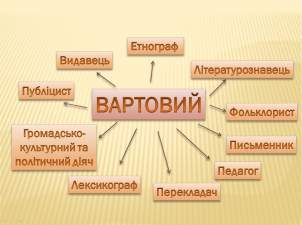 Етнограф
Видавець
Літературознавець
Публіцист
ВАРТОВИЙ
Фольклорист
Громадсько-
культурний та
політичний діяч
Письменник
Педагог
Лексикограф
Перекладач